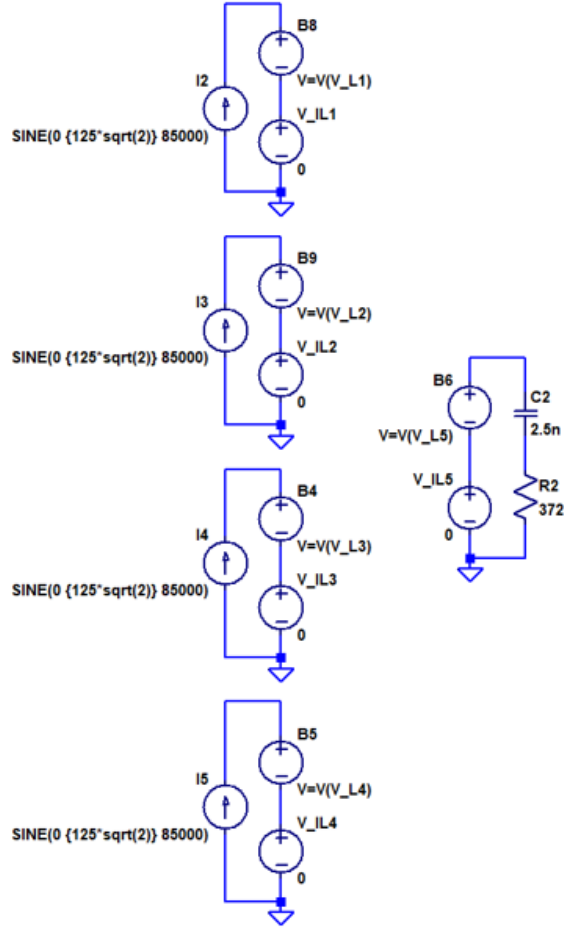 B8
I2
V=V(V_L1)
V_IL1
SINE(0 {125*sqrt(2)} 85000)
0
B9
I3
V=V(V_L2)
V_IL2
SINE(0 {125*sqrt(2)} 85000)
0
B6
C2
2.5n
V=V(V_L5)
V_IL5
R2
372
0
B4
I4
V=V(V_L3)
V_IL3
SINE(0 {125*sqrt(2)} 85000)
0
B5
I5
V=V(V_L4)
V_IL4
SINE(0 {125*sqrt(2)} 85000)
0